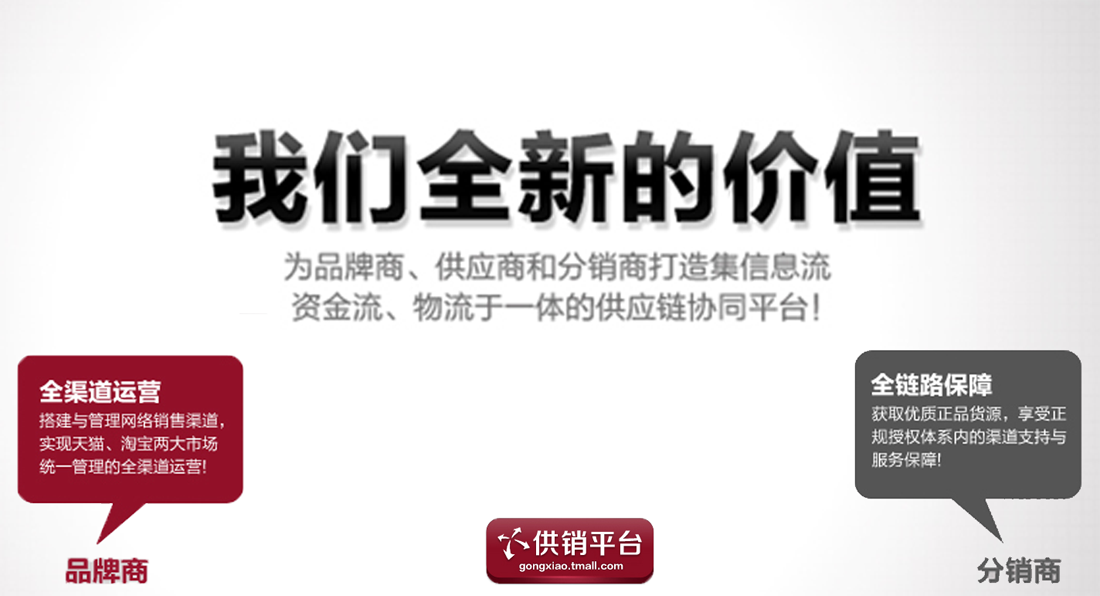 我们全新的价值
为品牌商、供应商和分销商打造集信息流
资金流、物流于一体的供应链协同平台!
全渠道运营
搭建与管理网络销售渠道,
实现天猫、淘宝两大市场
统一管理的全渠道运营!
品牌商
全链路保障
获取优质正品货源，享受正
规授权体系内的渠道支持与
服务保障!
分销商
供销平台
gongxiao.tmall.com